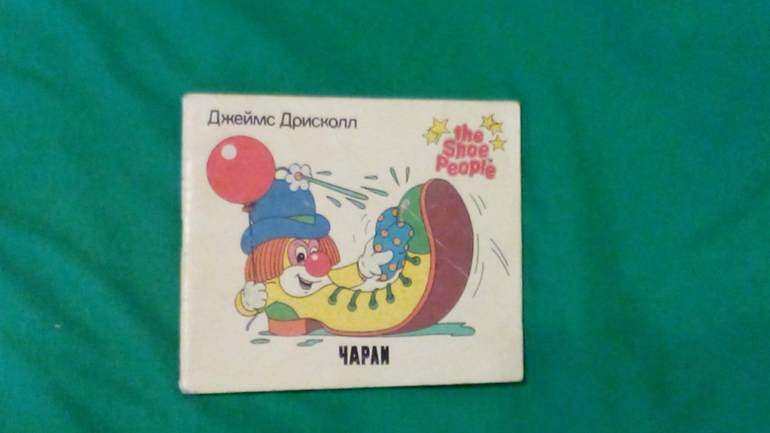 Джеймс Дрисколл
the
Shoe
People
ЧАРЛИ